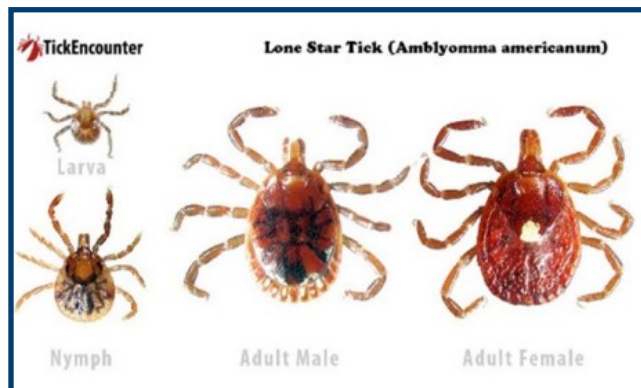 TickEncounter
Lone Star Tick (Amblyomma americanum)
Larva
Nymph
Adult Male
Adult Female